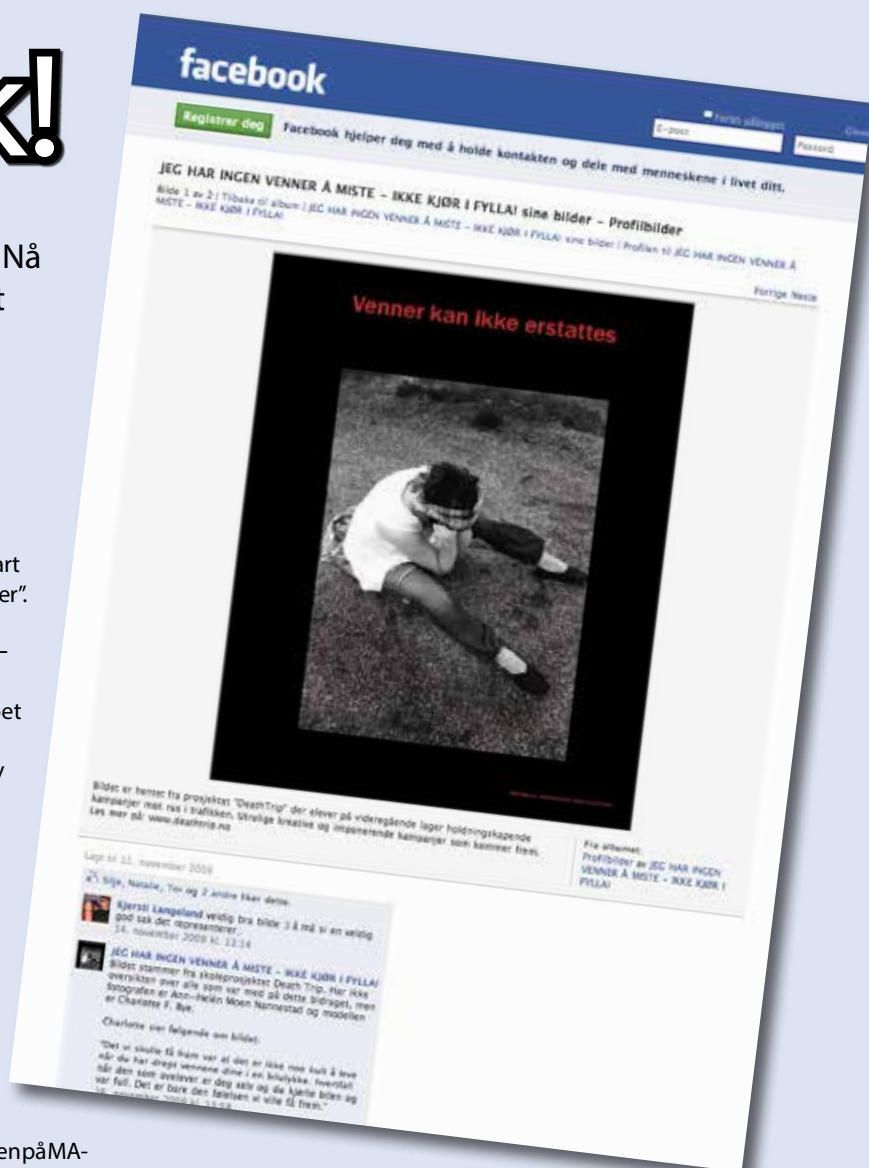 k!
Nå
t
art
er”.
–
et
v
enpåMA-
facebook
E-post
Passord
Registrer deg
Facebook hjelper deg med å holde kontakten og dele med menneskene i livet ditt.
JEG HAR INGEN VENNER Å MISTE – IKKE KJØR I FYLLA! sine bilder – Profilbilder
Bilde 1 av 2 | Tilbake til album | JEG HAR INGEN VENNER Å MISTE – IKKE KJØR I FYLLA! sine bilder | Profilen til JEG HAR INGEN VENNER Å
MISTE – IKKE KJØR I FYLLA!
Forrige Neste
Venner kan ikke erstattes
Bildet er hentet fra prosjektet "DeathTrip" der elever på videregående lager holdningskapende
kampanjer mot rus i trafikken. Utrolige kreative og imponerende kampanjer som kommer frem.
Les mer på: www.deathtrip.no
Fra albumet:
Profilbilder av JEG HAR INGEN
VENNER Å MISTE – IKKE KJØR I
FYLLA!
Lagt til 11. november 2009
Silje, Natalie, Tov og 2 andre liker dette.
Kjersti Langeland veldig bra bilde :) å må si en veldig
god sak det representerer..
14. november 2009 kl. 12:14
JEG HAR INGEN VENNER Å MISTE – IKKE KJØR I FYLLA!
Bildet stammer fra skoleprosjektet Death Trip. Har ikke
oversikten over alle som var med på dette bidraget, men
fotografen er Ann-Helén Moen Nannestad og modellen
er Charlotte F. Bye.
Charlotte sier følgende om bildet:
"Det vi skulle få fram var at det er ikke noe kult å leve
når du har drept vennene dine i en bilulykke, hvertfall
når den som overlever er deg selv og du kjørte bilen og
var full. Det er bare den følelsen vi ville få frem."
16. november 2009 kl.